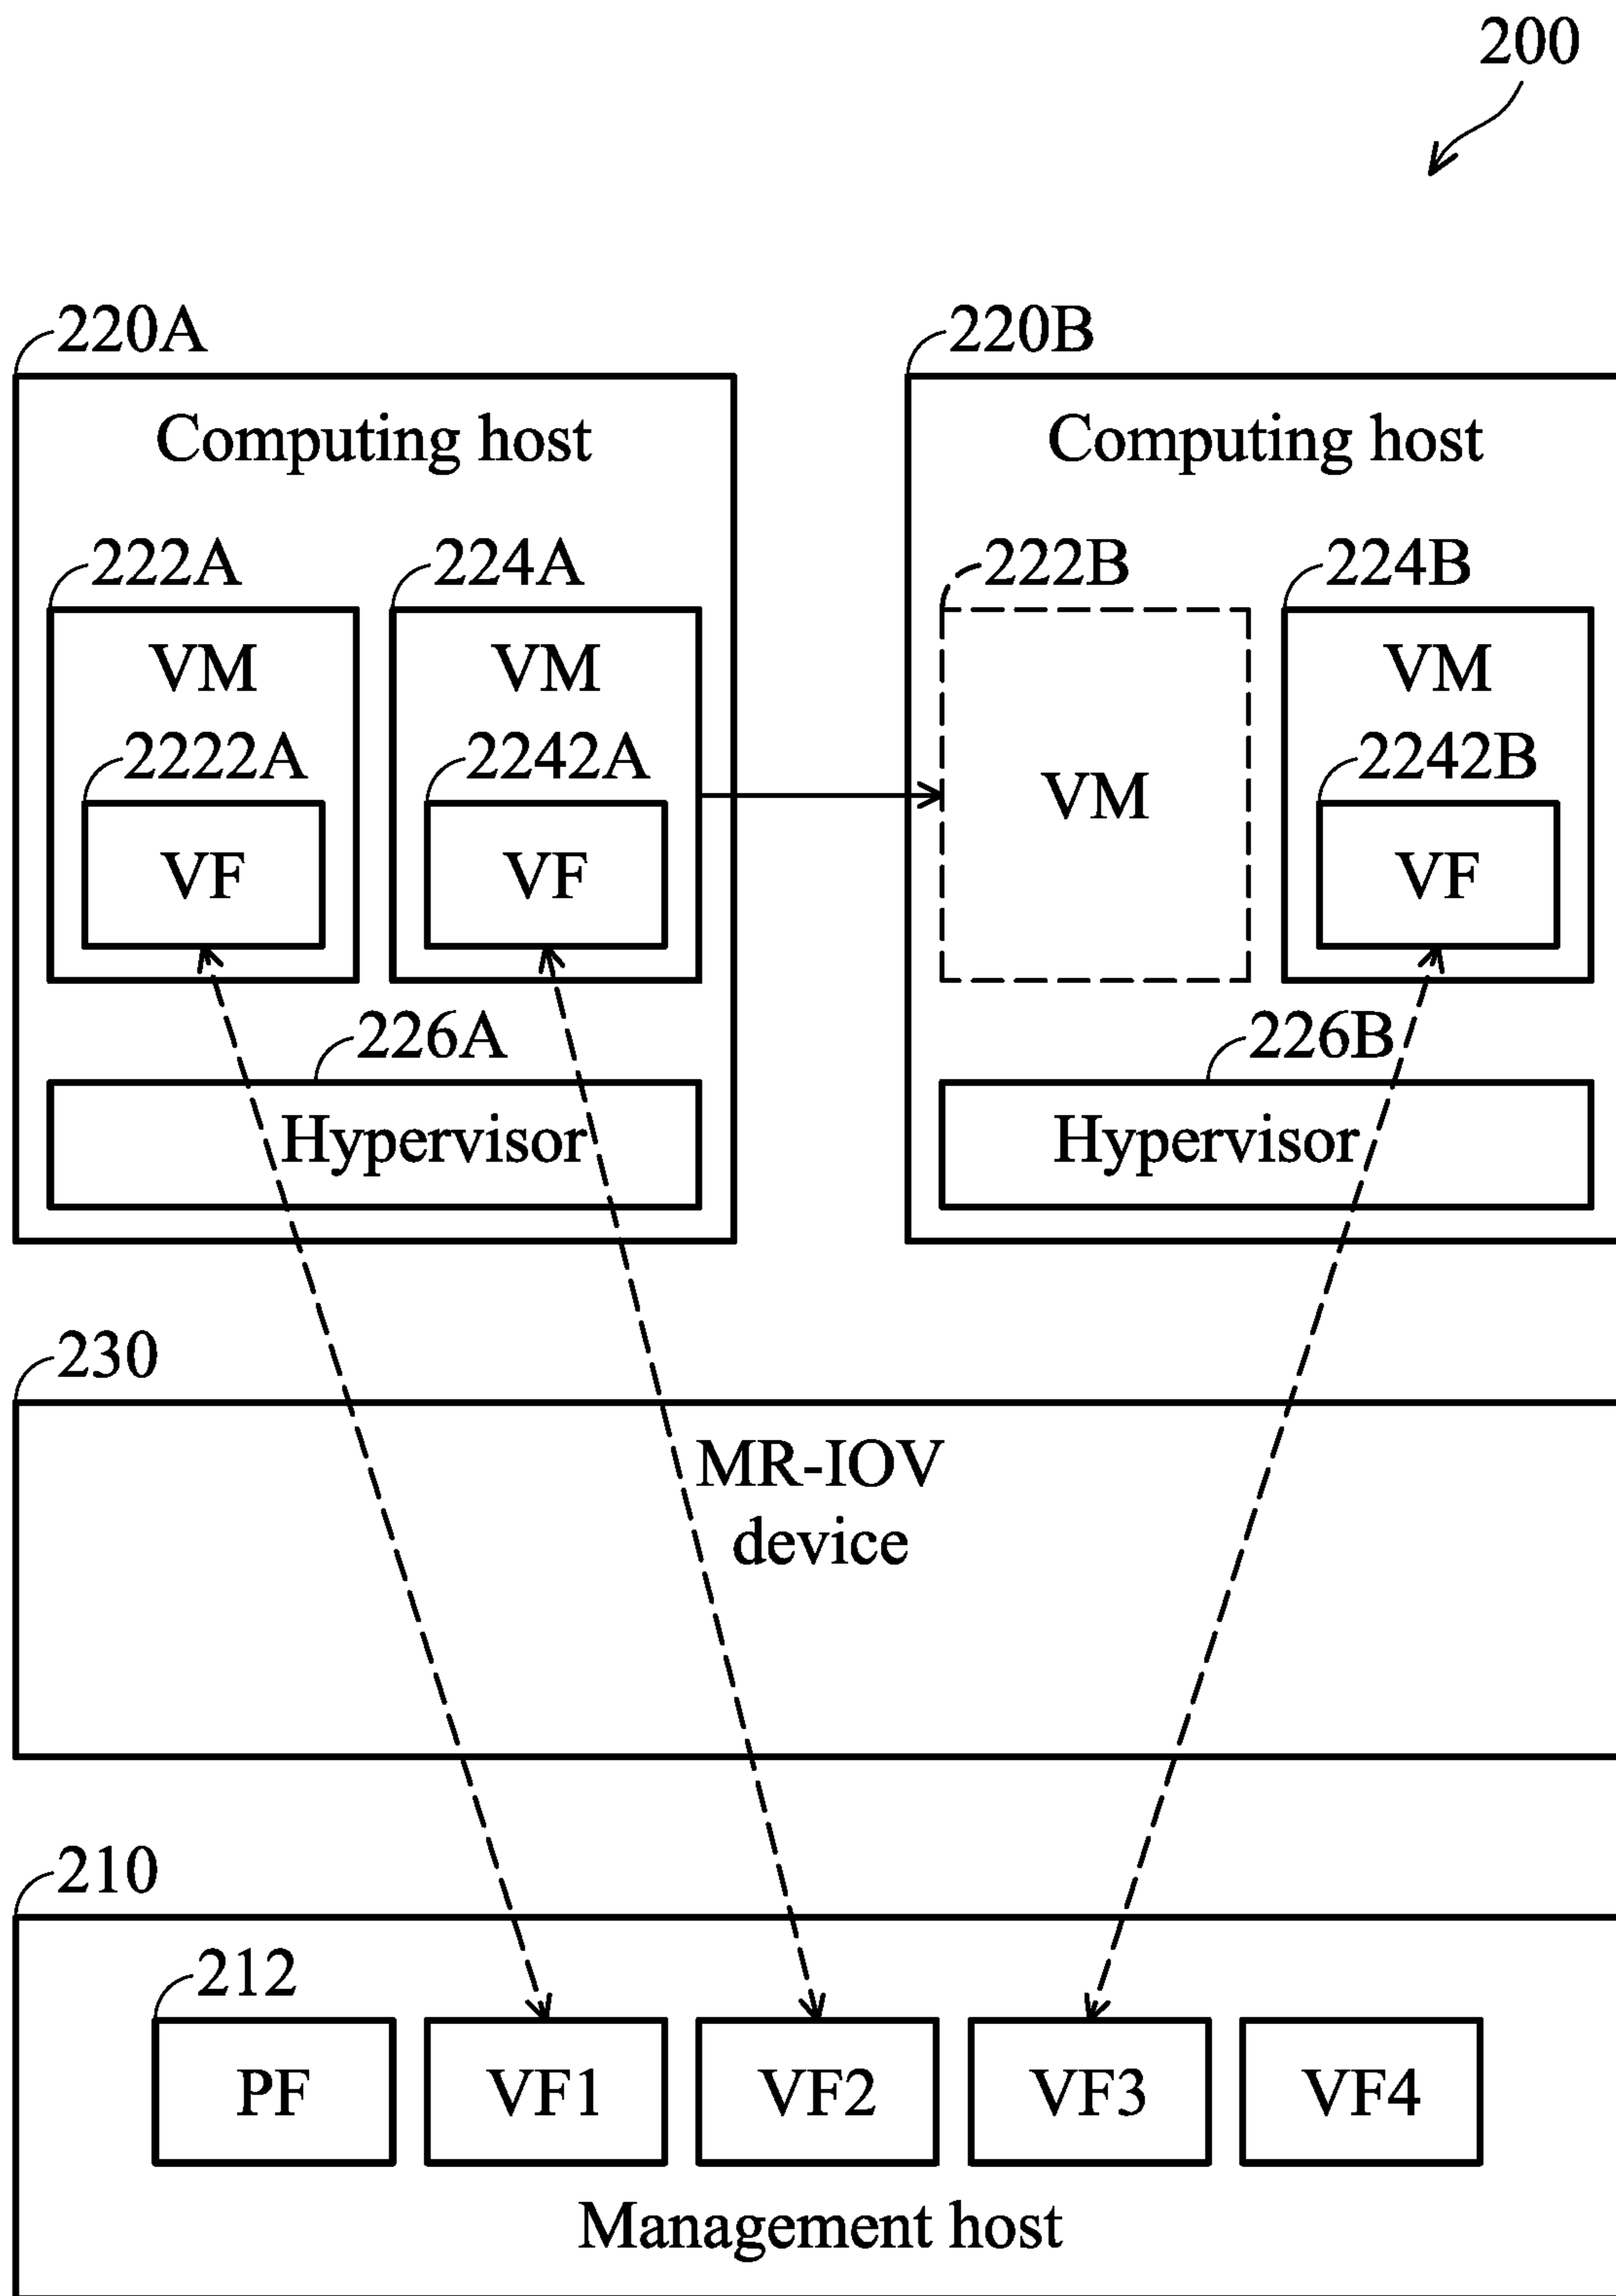 200
220A 220B
Computing host Computing host
222A 224A 222B 224B
VM VM VM
2222A 2242A 2242B
VM
VF VF VF
226A 226B
Hypervisor Hypervisor
230
MR-IOV
device
210
212
PF VF1 VF2 VF3 VF4
Management host